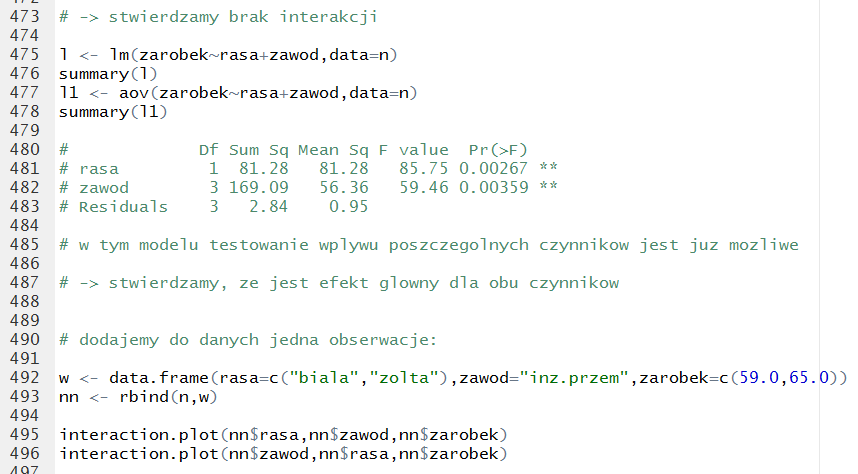 473 # -> stwierdzamy brak interakcji
474
475 l <- lm(zarobek~rasa+zawod,data=n)
476 summary(l)
477 l1 <- aov(zarobek~rasa+zawod,data=n)
478 summary(l1)
479
480 #             Df Sum Sq Mean Sq F value  Pr(>F)
481 # rasa         1  81.28   81.28   85.75 0.00267 **
482 # zawod        3 169.09   56.36   59.46 0.00359 **
483 # Residuals    3   2.84    0.95
484
485 # w tym modelu testowanie wplywu poszczegolnych czynnikow jest juz mozliwe
486
487 # -> stwierdzamy, ze jest efekt glowny dla obu czynnikow
488
489
490 # dodajemy do danych jedna obserwacje:
491
492 w <- data.frame(rasa=c("biala","zolta"),zawod="inz.przem",zarobek=c(59.0,65.0))
493 nn <- rbind(n,w)
494
495 interaction.plot(nn$rasa,nn$zawod,nn$zarobek)
496 interaction.plot(nn$zawod,nn$rasa,nn$zarobek)
497